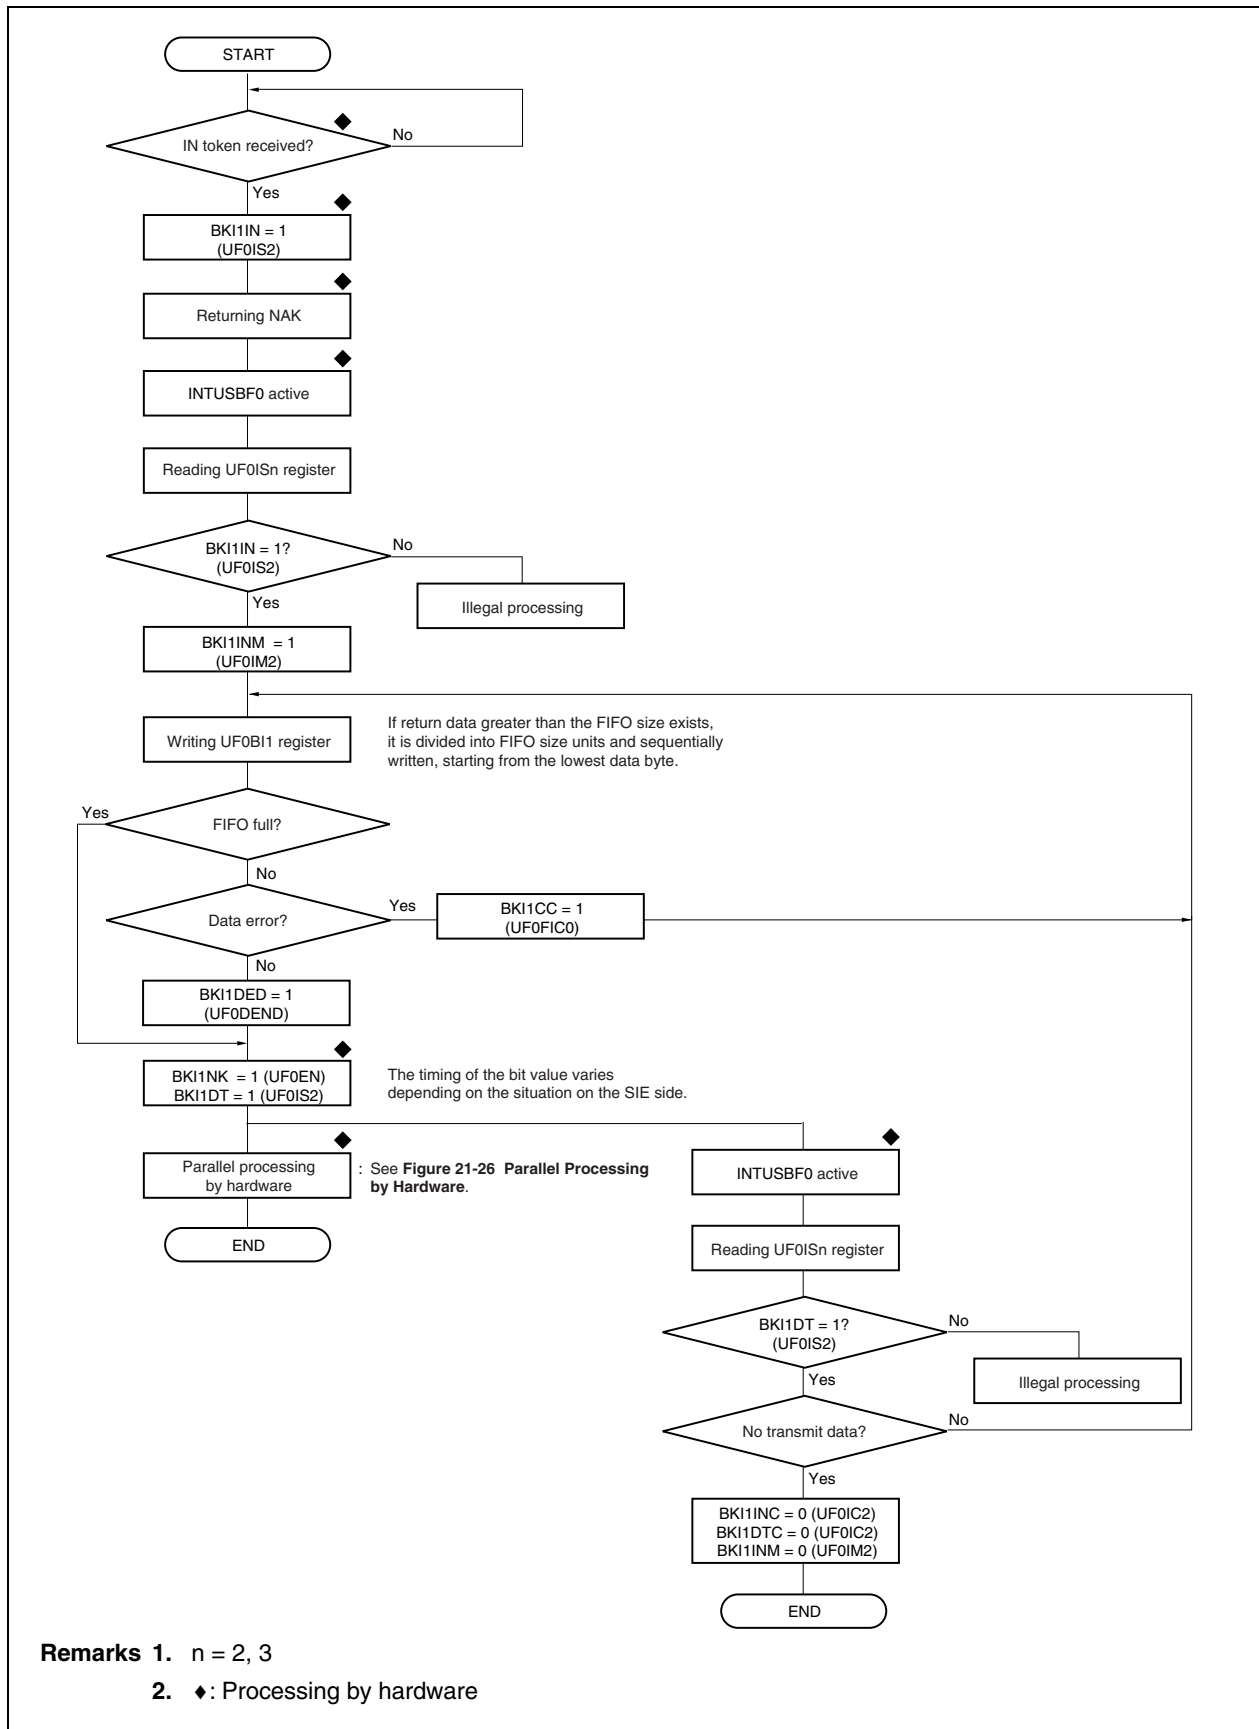 START
IN token received?
No
Yes
BKI1IN = 1
(UF0IS2)
Returning NAK
INTUSBF0 active
Reading UF0ISn register
BKI1IN = 1?
(UF0IS2)
No
Illegal processing
Yes
BKI1INM = 1
(UF0IM2)
Writing UF0BI1 register
If return data greater than the FIFO size exists,
it is divided into FIFO size units and sequentially
written, starting from the lowest data byte.
Yes
FIFO full?
No
Data error?
Yes
BKI1CC = 1
(UF0FIC0)
No
BKI1DED = 1
(UF0DEND)
BKI1NK = 1 (UF0EN)
BKI1DT = 1 (UF0IS2)
The timing of the bit value varies
depending on the situation on the SIE side.
Parallel processing
by hardware
: See Figure 21-26 Parallel Processing
by Hardware.
END
INTUSBF0 active
Reading UF0ISn register
BKI1DT = 1?
(UF0IS2)
No
Illegal processing
Yes
No transmit data?
No
Yes
BKI1INC = 0 (UF0IC2)
BKI1DTC = 0 (UF0IC2)
BKI1INM = 0 (UF0IM2)
END
Remarks 1. n = 2, 3
2. ♦: Processing by hardware